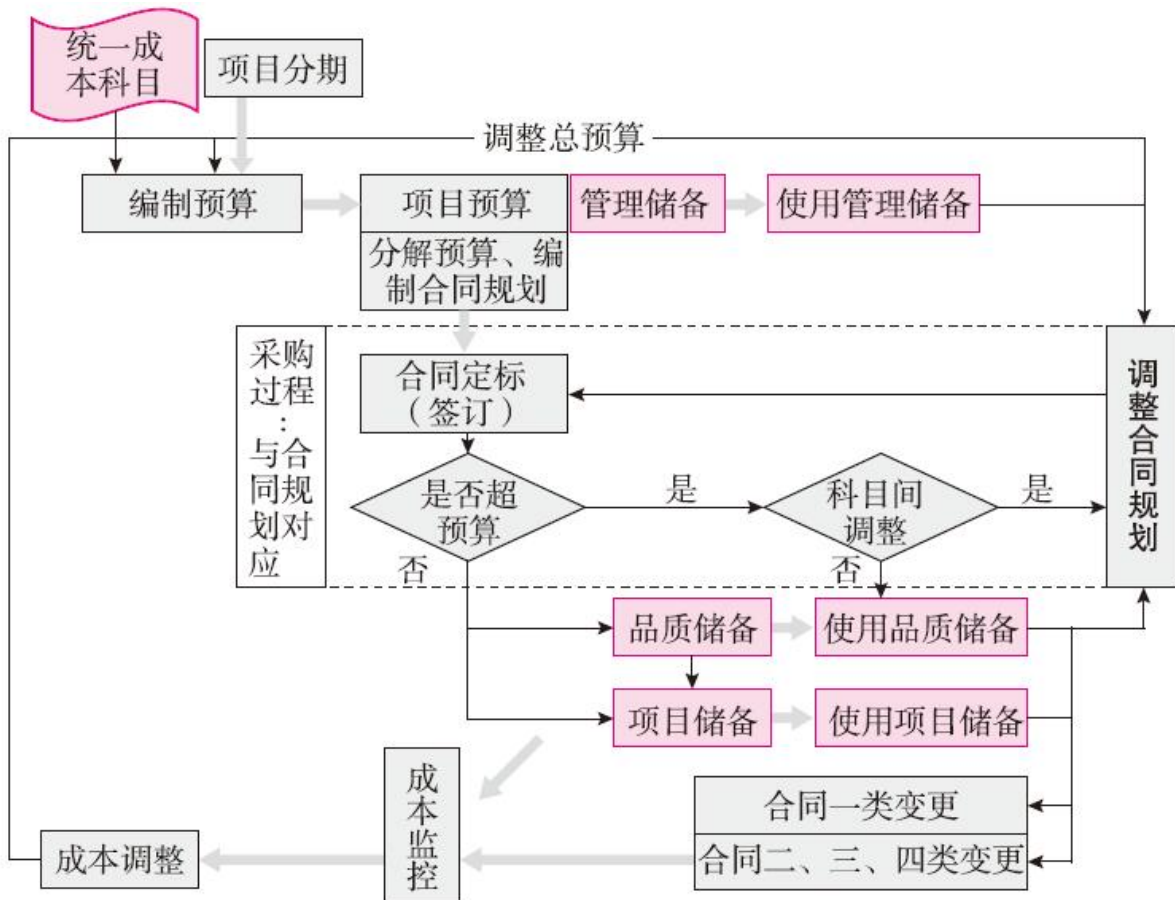 统一成
本科目
项目分期
调整总预算
编制预算
项目预算
管理储备
使用管理储备
分解预算、编
制合同规划
采购
过程
:
与合
同规
划对
应
合同定标
（签订）
调整合同规划
是否超
预算
是
科目间
调整
是
否
否
品质储备
使用品质储备
项目储备
使用项目储备
成本监控
合同一类变更
合同二、三、四类变更
成本调整